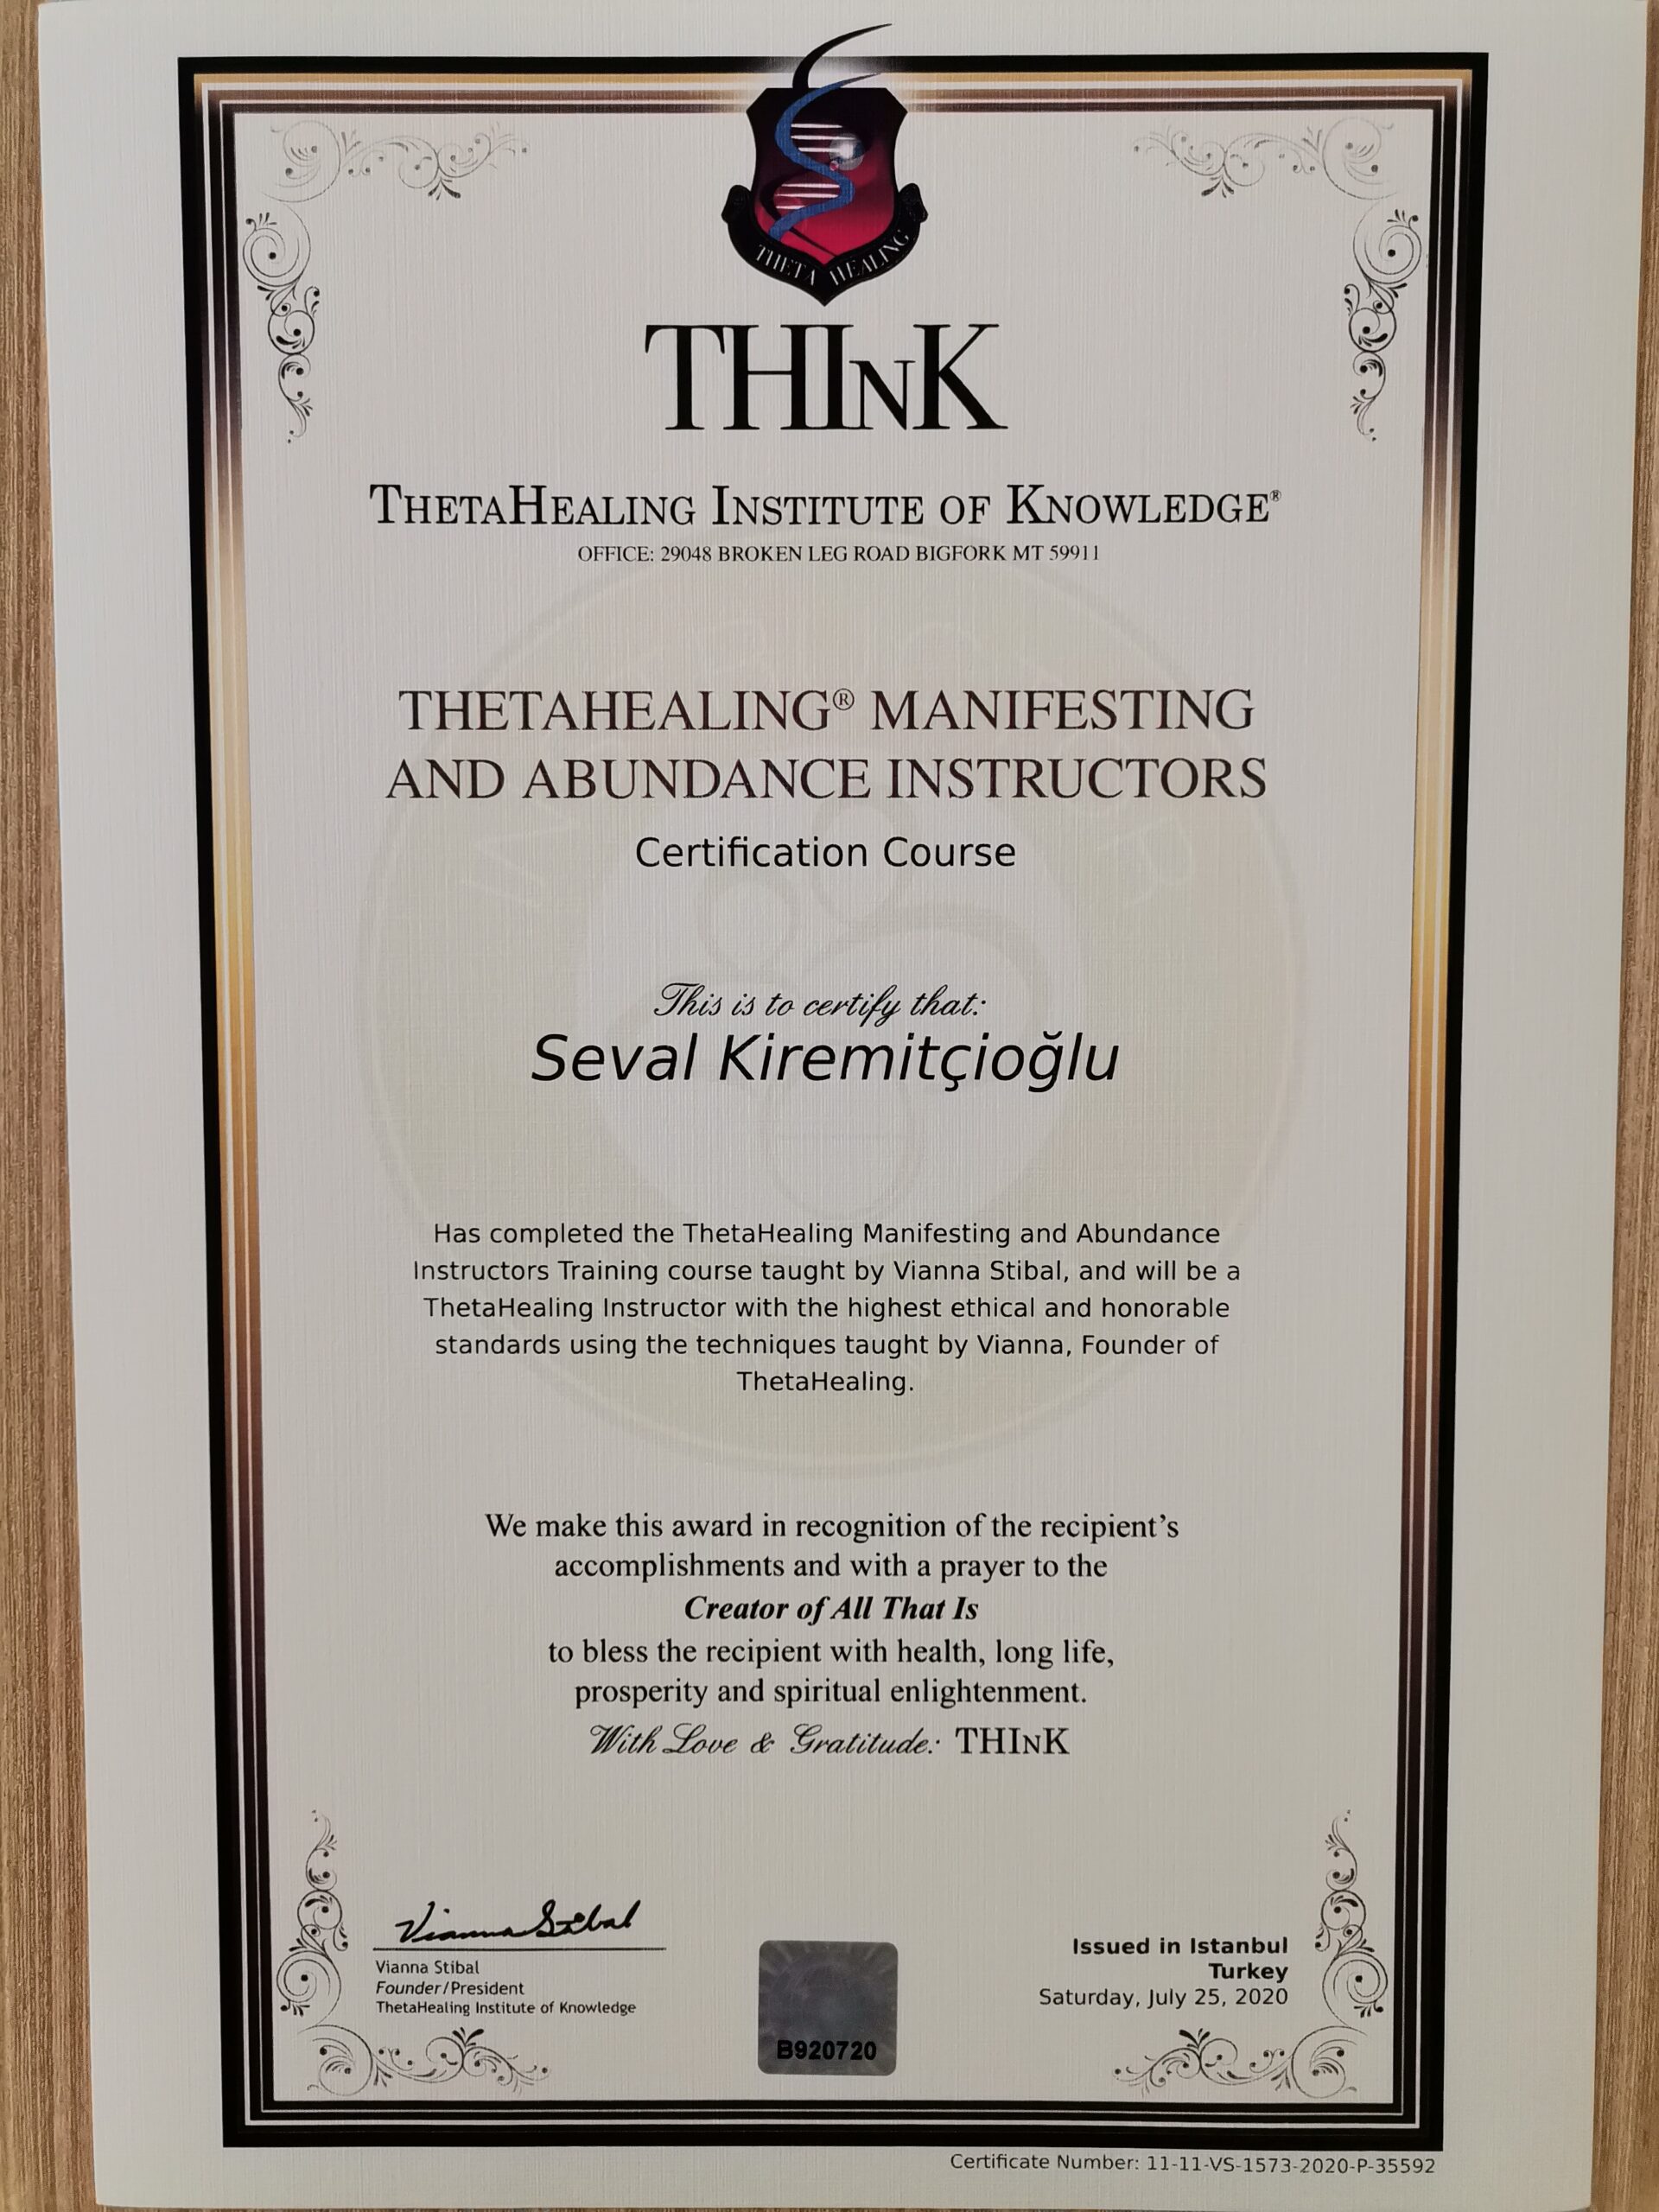 THETA HEALING
THInK
THETAHEALING INSTITUTE OF KNOWLEDGE®
OFFICE: 29048 BROKEN LEG ROAD BIGFORK MT 59911
THETAHEALING® MANIFESTING
AND ABUNDANCE INSTRUCTORS
Certification Course
This is to certify that:
Seval Kiremitçioğlu
Has completed the ThetaHealing Manifesting and Abundance
Instructors Training course taught by Vianna Stibal, and will be a
ThetaHealing Instructor with the highest ethical and honorable
standards using the techniques taught by Vianna, Founder of
ThetaHealing.
We make this award in recognition of the recipient's
accomplishments and with a prayer to the
Creator of All That Is
to bless the recipient with health, long life,
prosperity and spiritual enlightenment.
With Love & Gratitude: THInK
Vianna Stibal
Vianna Stibal
Founder/President
ThetaHealing Institute of Knowledge
B920720
Issued in Istanbul
Turkey
Saturday, July 25, 2020
Certificate Number: 11-11-VS-1573-2020-P-35592